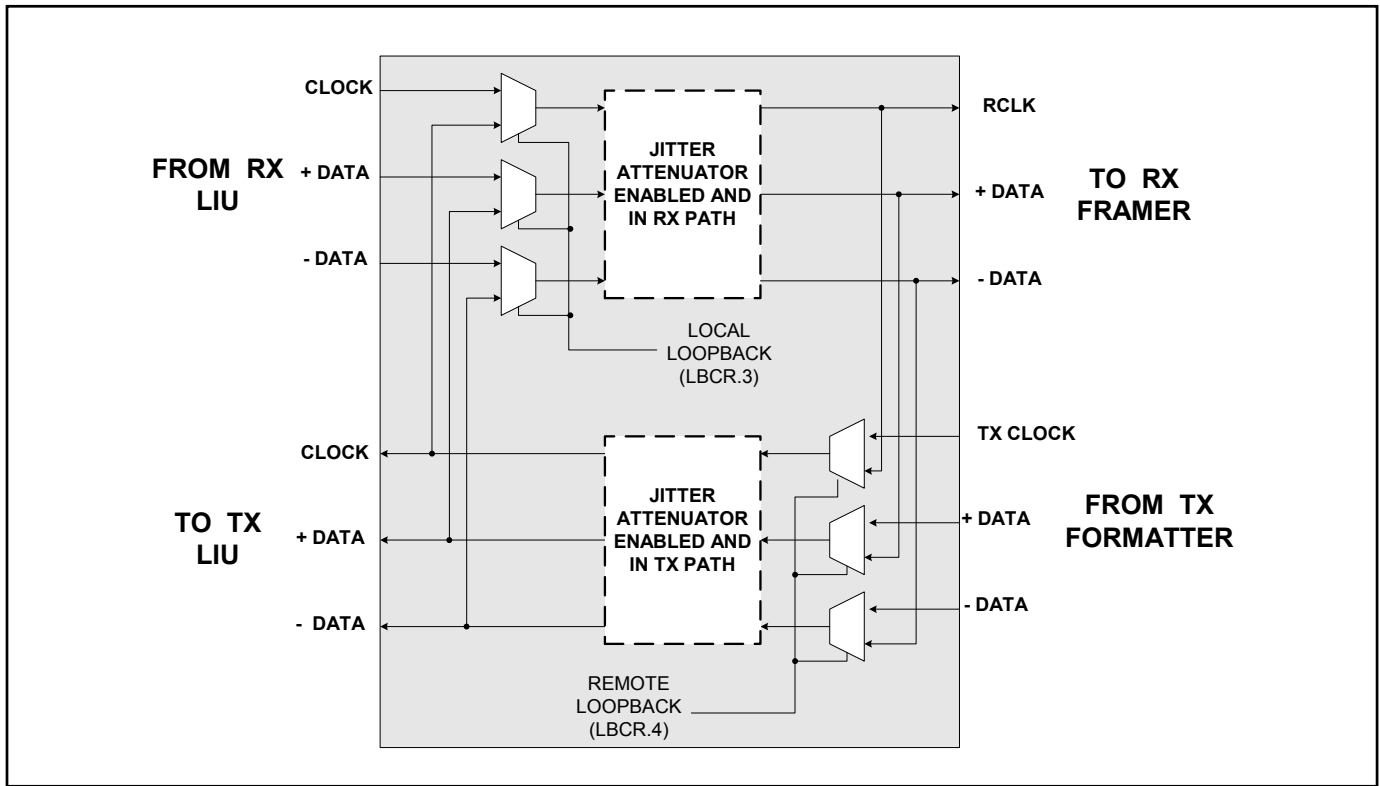 CLOCK
FROM RX
LIU
+ DATA
- DATA
JITTER
ATTENUATOR
ENABLED AND
IN RX PATH
RCLK
+ DATA
TO RX
FRAMER
- DATA
LOCAL
LOOPBACK
(LBCR.3)
CLOCK
TO TX
LIU
+ DATA
- DATA
JITTER
ATTENUATOR
ENABLED AND
IN TX PATH
TX CLOCK
+ DATA
FROM TX
FORMATTER
- DATA
REMOTE
LOOPBACK
(LBCR.4)